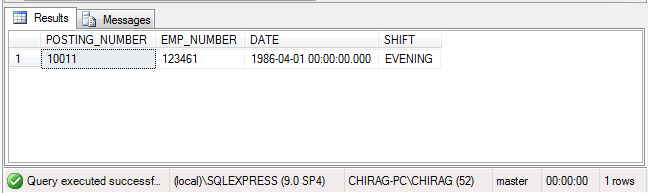 Results Messages
POSTING_NUMBER EMP_NUMBER DATE SHIFT
1 10011 123461 1986-04-01 00:00:00.000 EVENING
Query executed successf... (local)\SQLEXPRESS (9.0 SP4) CHIRAG-PC\CHIRAG (52) master 00:00:00 1 rows